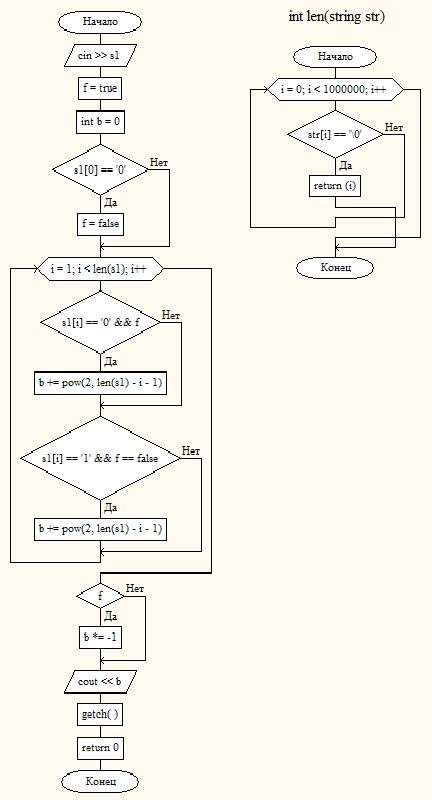 Начало
cin >> s1
f = true
int b = 0
s1[0] == '0'
Нет
Да
f = false
i = 1; i < len(s1); i++
s1[i] == '0' && f
Нет
Да
b += pow(2, len(s1) - i - 1)
s1[i] == '1' && f == false
Нет
Да
b += pow(2, len(s1) - i - 1)
f
Нет
Да
b *= -1
cout << b
getch( )
return 0
Конец
int len(string str)
Начало
i = 0; i < 1000000; i++
str[i] == '\0'
Нет
Да
return (i)
Конец